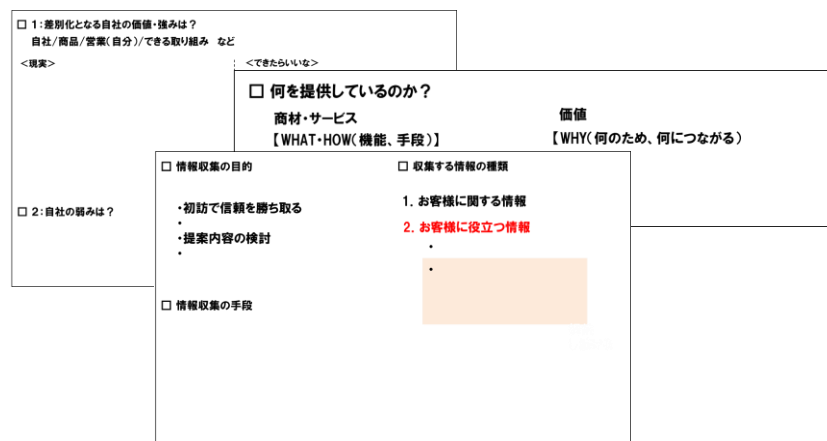 □ 1:差別化となる自社の価値・強みは？
自社/商品/営業(自分)/できる取り組み など
<現実>
<できたらいいな>
□ 2:自社の弱みは？
□ 何を提供しているのか？
商材・サービス
【WHAT・HOW(機能、手段)】
価値
【WHY(何のため、何につながる)
□ 情報収集の目的
・初訪で信頼を勝ち取る
・
・提案内容の検討
・
□ 情報収集の手段
□ 収集する情報の種類
1. お客様に関する情報
2. お客様に役立つ情報
・
・